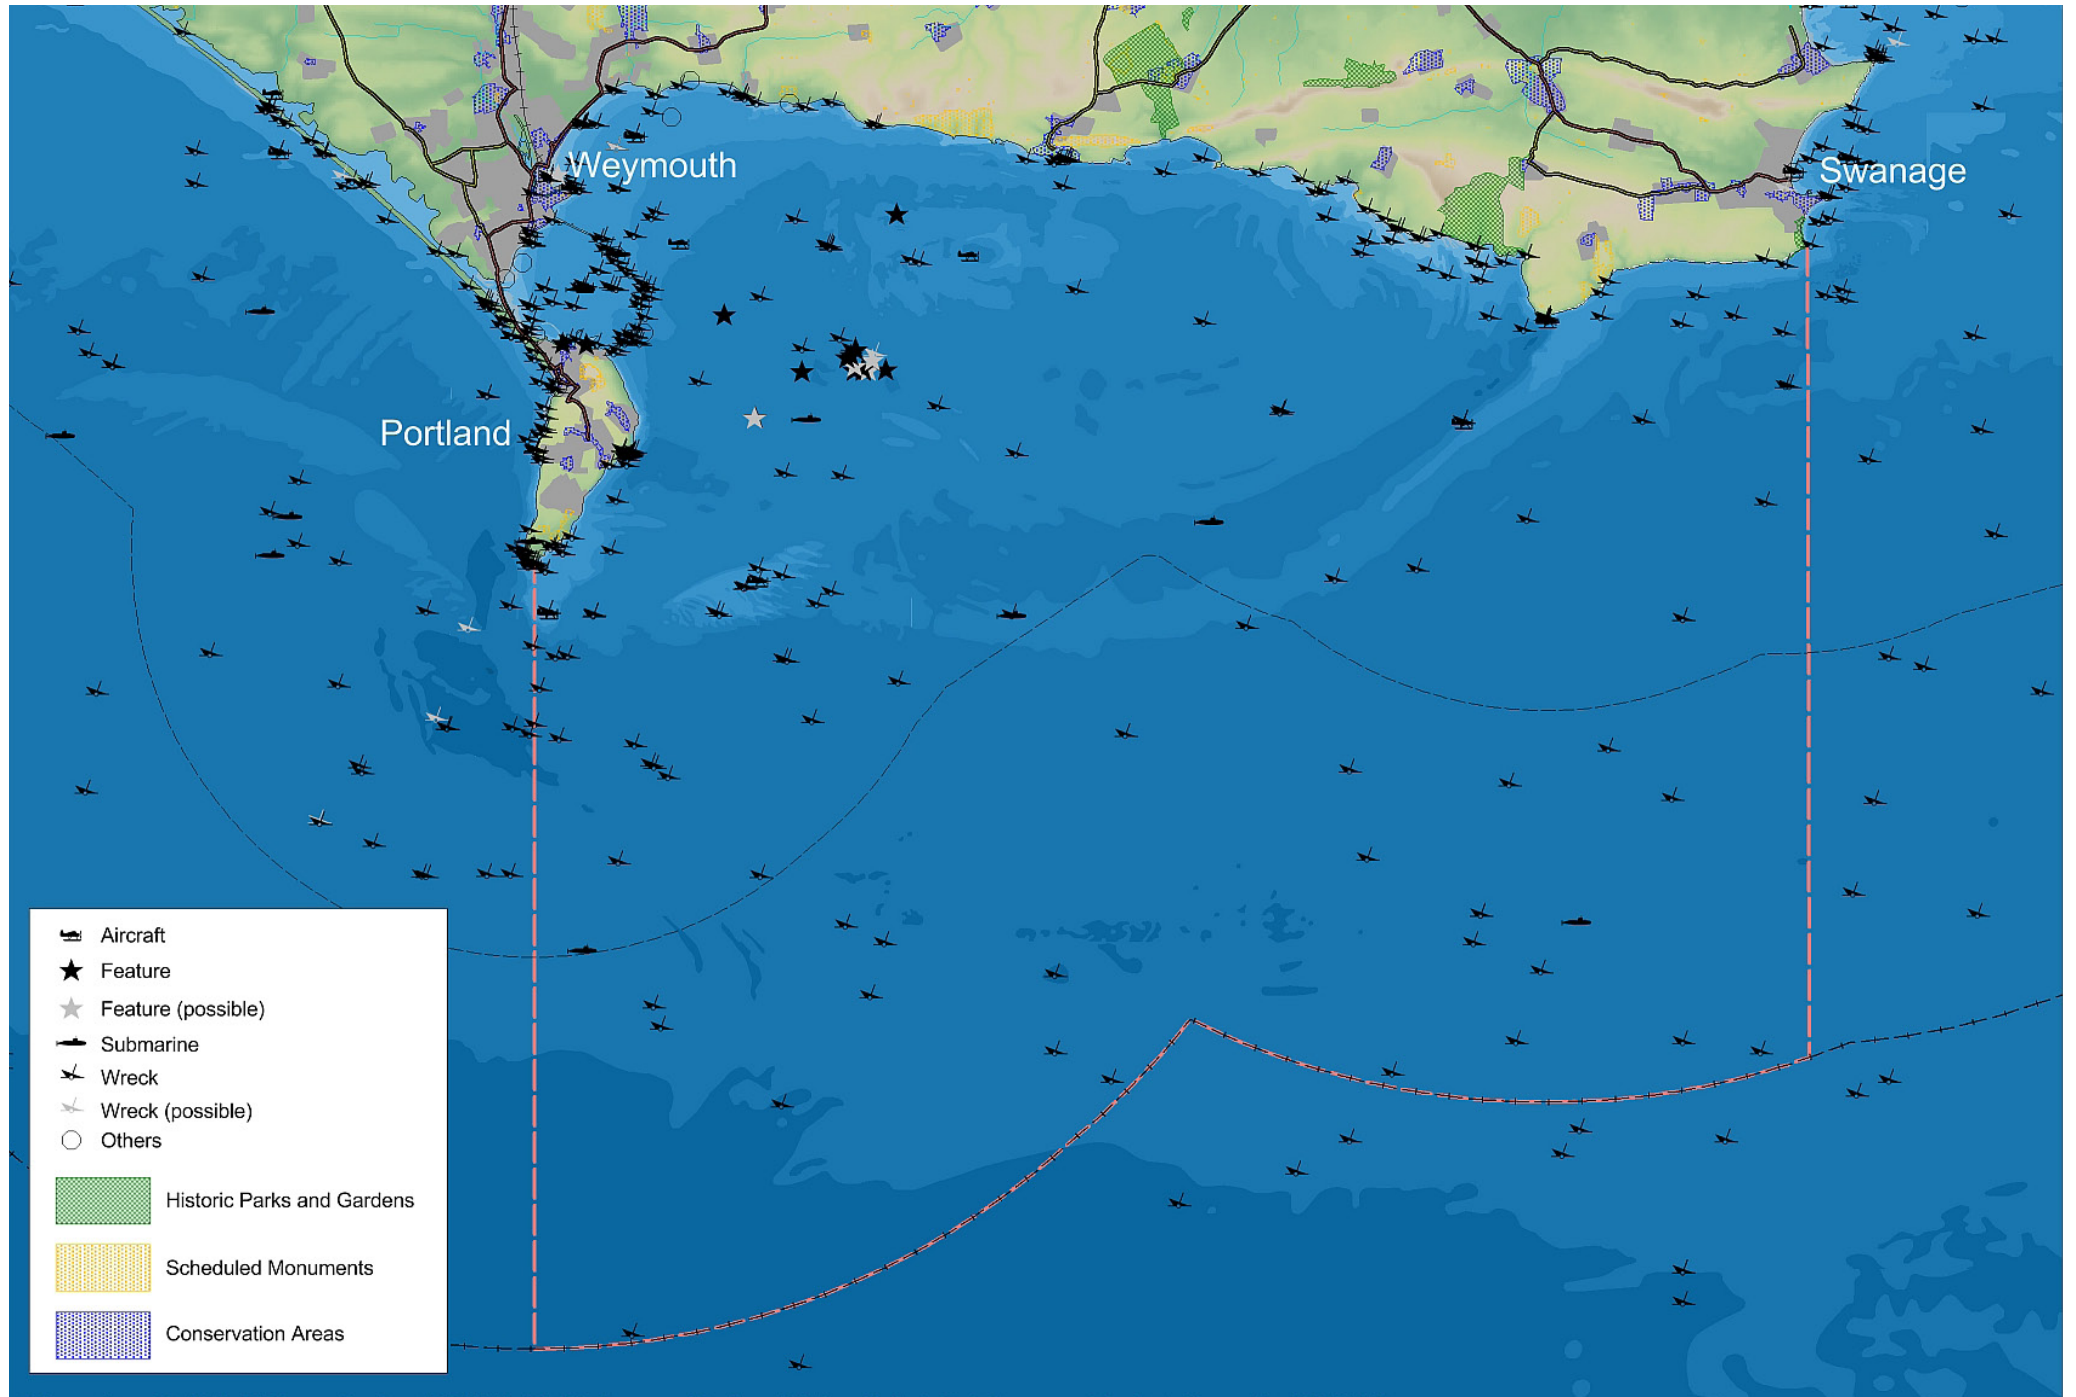 Weymouth
Swanage
Portland
Aircraft
Feature
Feature (possible)
Submarine
Wreck
Wreck (possible)
Others
Historic Parks and Gardens
Scheduled Monuments
Conservation Areas